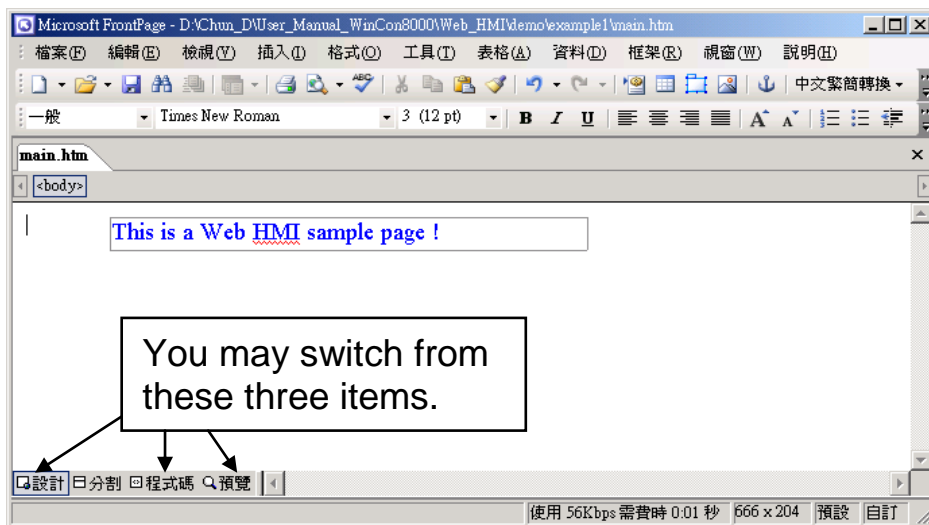 Microsoft FrontPage - D:\Chun_D\User_Manual_WinCon8000\Web_HMI\demo\example1\main.htm
檔案(F) 編輯(E) 檢視(V) 插入(I) 格式(O) 工具(T) 表格(A) 資料(D) 框架(R) 視窗(W) 說明(H)
中文繁簡轉換
一般 Times New Roman 3 (12 pt) B I U A A
main.htm
<body>
This is a Web HMI sample page !
You may switch from
these three items.
設計 分割 程式碼 預覽
使用 56Kbps 需費時 0:01 秒 666 x 204 預設 自訂